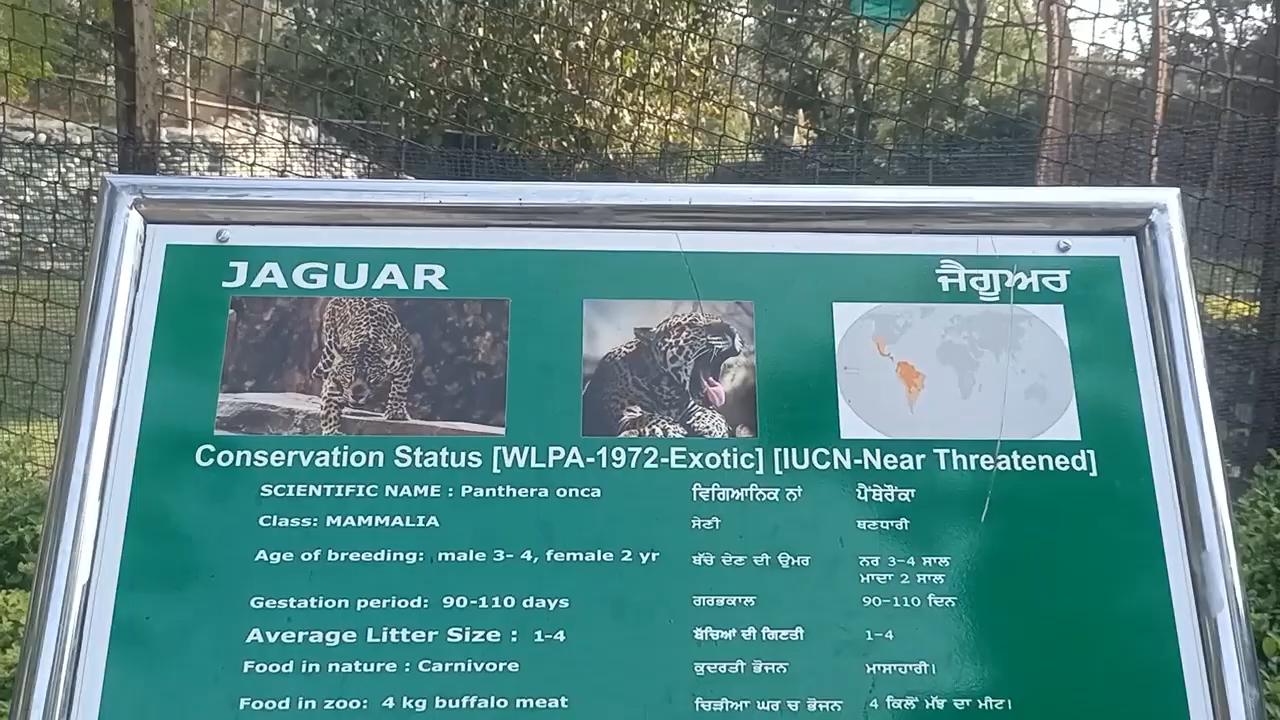 JAGUAR ਜੈਗੂਅਰ
Conservation Status [WLPA-1972-Exotic] [IUCN-Near Threatened]
SCIENTIFIC NAME : Panthera onca ਵਿਗਿਆਨਿਕ ਨਾਂ ਪੈਂਥੇਰੌਂਕਾ
Class: MAMMALIA ਸੇਣੀ ਥਣਧਾਰੀ
Age of breeding: male 3- 4, female 2 yr ਬੱਚੇ ਦੇਣ ਦੀ ਉਮਰ ਨਰ 3-4 ਸਾਲ
ਮਾਦਾ 2 ਸਾਲ
Gestation period: 90-110 days ਗਰਭਕਾਲ 90-110 ਦਿਨ
Average Litter Size : 1-4 ਬੱਚਿਆਂ ਦੀ ਗਿਣਤੀ 1-4
Food in nature : Carnivore ਕੁਦਰਤੀ ਭੋਜਨ ਮਾਸਾਹਾਰੀ।
Food in zoo: 4 kg buffalo meat ਚਿੜੀਆ ਘਰ ਚ ਭੋਜਨ 4 ਕਿਲੋਂ ਮੱਝ ਦਾ ਮੀਟ।